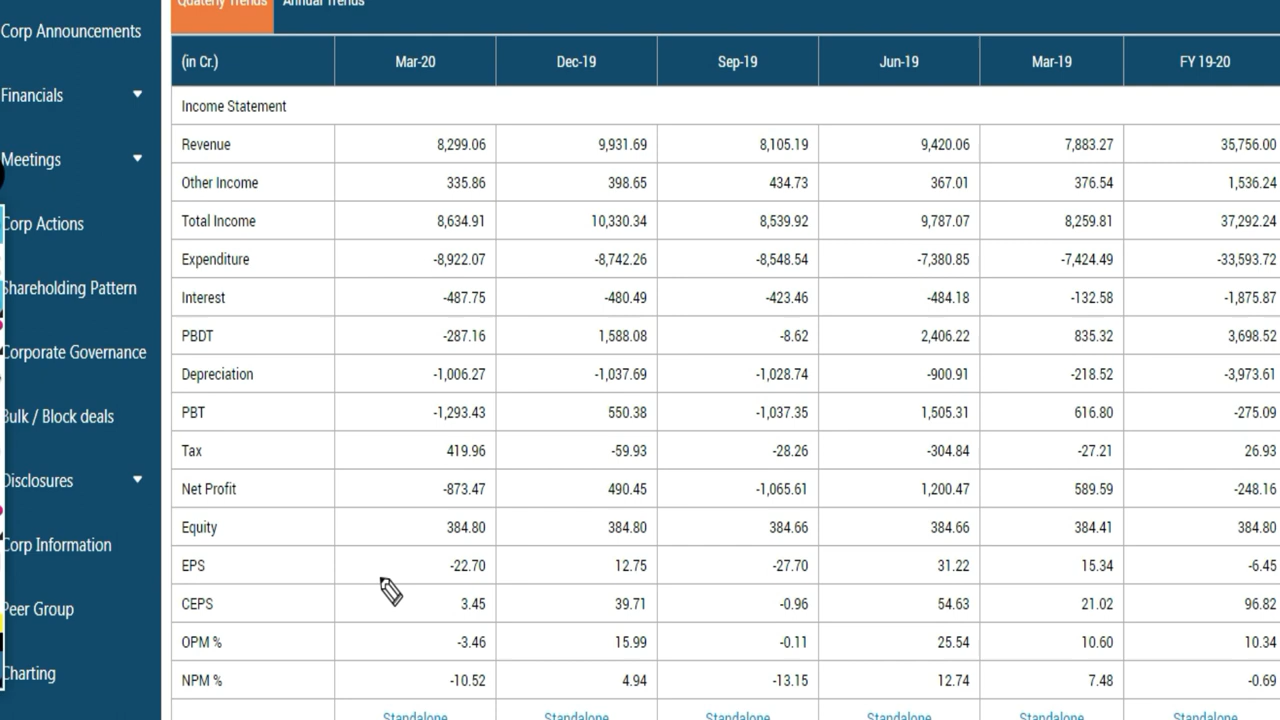 Quaterly Trends Annual Trends
Corp Announcements
Financials
Meetings
Corp Actions
Shareholding Pattern
Corporate Governance
Bulk / Block deals
Disclosures
Corp Information
Peer Group
Charting
(in Cr.) Mar-20 Dec-19 Sep-19 Jun-19 Mar-19 FY 19-20
Income Statement
Revenue 8,299.06 9,931.69 8,105.19 9,420.06 7,883.27 35,756.00
Other Income 335.86 398.65 434.73 367.01 376.54 1,536.24
Total Income 8,634.91 10,330.34 8,539.92 9,787.07 8,259.81 37,292.24
Expenditure -8,922.07 -8,742.26 -8,548.54 -7,380.85 -7,424.49 -33,593.72
Interest -487.75 -480.49 -423.46 -484.18 -132.58 -1,875.87
PBDT -287.16 1,588.08 -8.62 2,406.22 835.32 3,698.52
Depreciation -1,006.27 -1,037.69 -1,028.74 -900.91 -218.52 -3,973.61
PBT -1,293.43 550.38 -1,037.35 1,505.31 616.80 -275.09
Tax 419.96 -59.93 -28.26 -304.84 -27.21 26.93
Net Profit -873.47 490.45 -1,065.61 1,200.47 589.59 -248.16
Equity 384.80 384.80 384.66 384.66 384.41 384.80
EPS -22.70 12.75 -27.70 31.22 15.34 -6.45
CEPS 3.45 39.71 -0.96 54.63 21.02 96.82
OPM % -3.46 15.99 -0.11 25.54 10.60 10.34
NPM % -10.52 4.94 -13.15 12.74 7.48 -0.69
Standalone Standalone Standalone Standalone Standalone